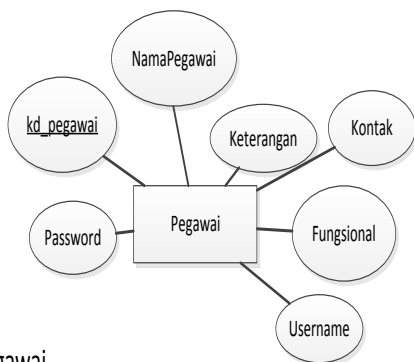 NamaPegawai
kd_pegawai
Keterangan
Kontak
Password
Pegawai
Fungsional
Username